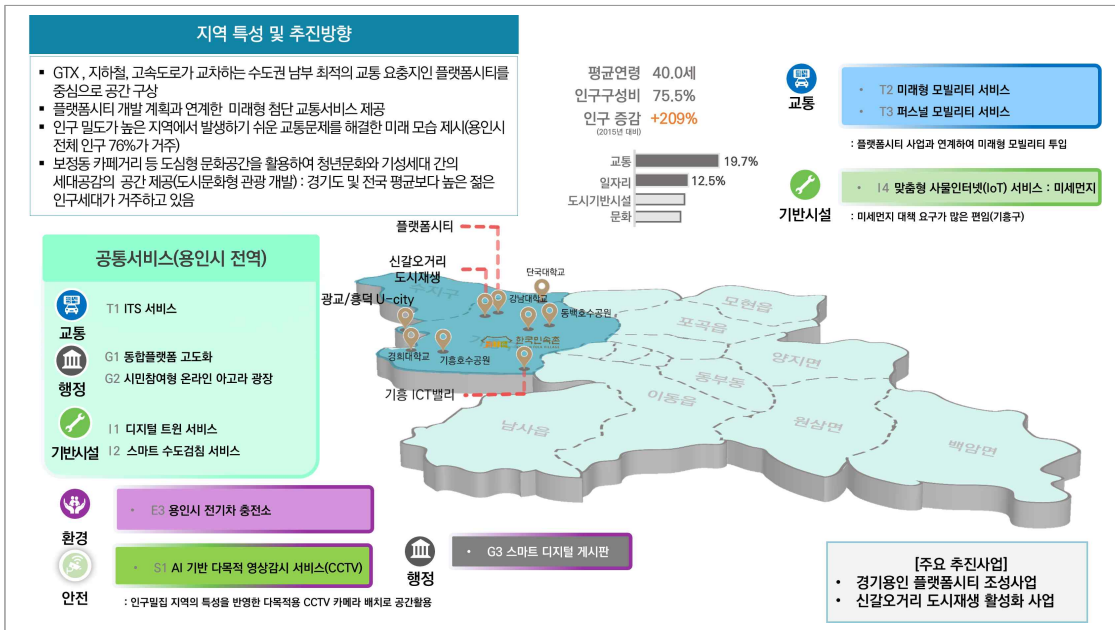 지역 특성 및 추진방향
▪ GTX , 지하철, 고속도로가 교차하는 수도권 남부 최적의 교통 요충지인 플랫폼시티를
중심으로 공간 구상
▪ 플랫폼시티 개발 계획과 연계한 미래형 첨단 교통서비스 제공
▪ 인구 밀도가 높은 지역에서 발생하기 쉬운 교통문제를 해결한 미래 모습 제시(용인시
전체 인구 76%가 거주)
▪ 보정동 카페거리 등 도심형 문화공간을 활용하여 청년문화와 기성세대 간의
세대공감의 공간 제공(도시문화형 관광 개발) : 경기도 및 전국 평균보다 높은 젊은
인구세대가 거주하고 있음
평균연령 40.0세
인구구성비 75.5%
인구 증감 +209%
(2015년 대비)
교통 19.7%
일자리 12.5%
도시기반시설
문화
교통
• T2 미래형 모빌리티 서비스
• T3 퍼스널 모빌리티 서비스
: 플랫폼시티 사업과 연계하여 미래형 모빌리티 투입
기반시설
• I4 맞춤형 사물인터넷(IoT) 서비스 : 미세먼지
: 미세먼지 대책 요구가 많은 편임(기흥구)
공통서비스(용인시 전역)
교통
T1 ITS 서비스
행정
G1 통합플랫폼 고도화
G2 시민참여형 온라인 아고라 광장
기반시설
I1 디지털 트윈 서비스
I2 스마트 수도검침 서비스
플랫폼시티
신갈오거리
도시재생
단국대학교
수지구
광교/흥덕 U-city
강남대학교
동백호수공원
한국민속촌
경희대학교
기흥호수공원
기흥 ICT밸리
모현읍
포곡읍
양지면
동부동
이동읍
원삼면
남사읍
백암면
환경
• E3 용인시 전기차 충전소
안전
• S1 AI 기반 다목적 영상감시 서비스(CCTV)
: 인구밀집 지역의 특성을 반영한 다목적용 CCTV 카메라 배치로 공간활용
행정
• G3 스마트 디지털 게시판
[주요 추진사업]
• 경기용인 플랫폼시티 조성사업
• 신갈오거리 도시재생 활성화 사업